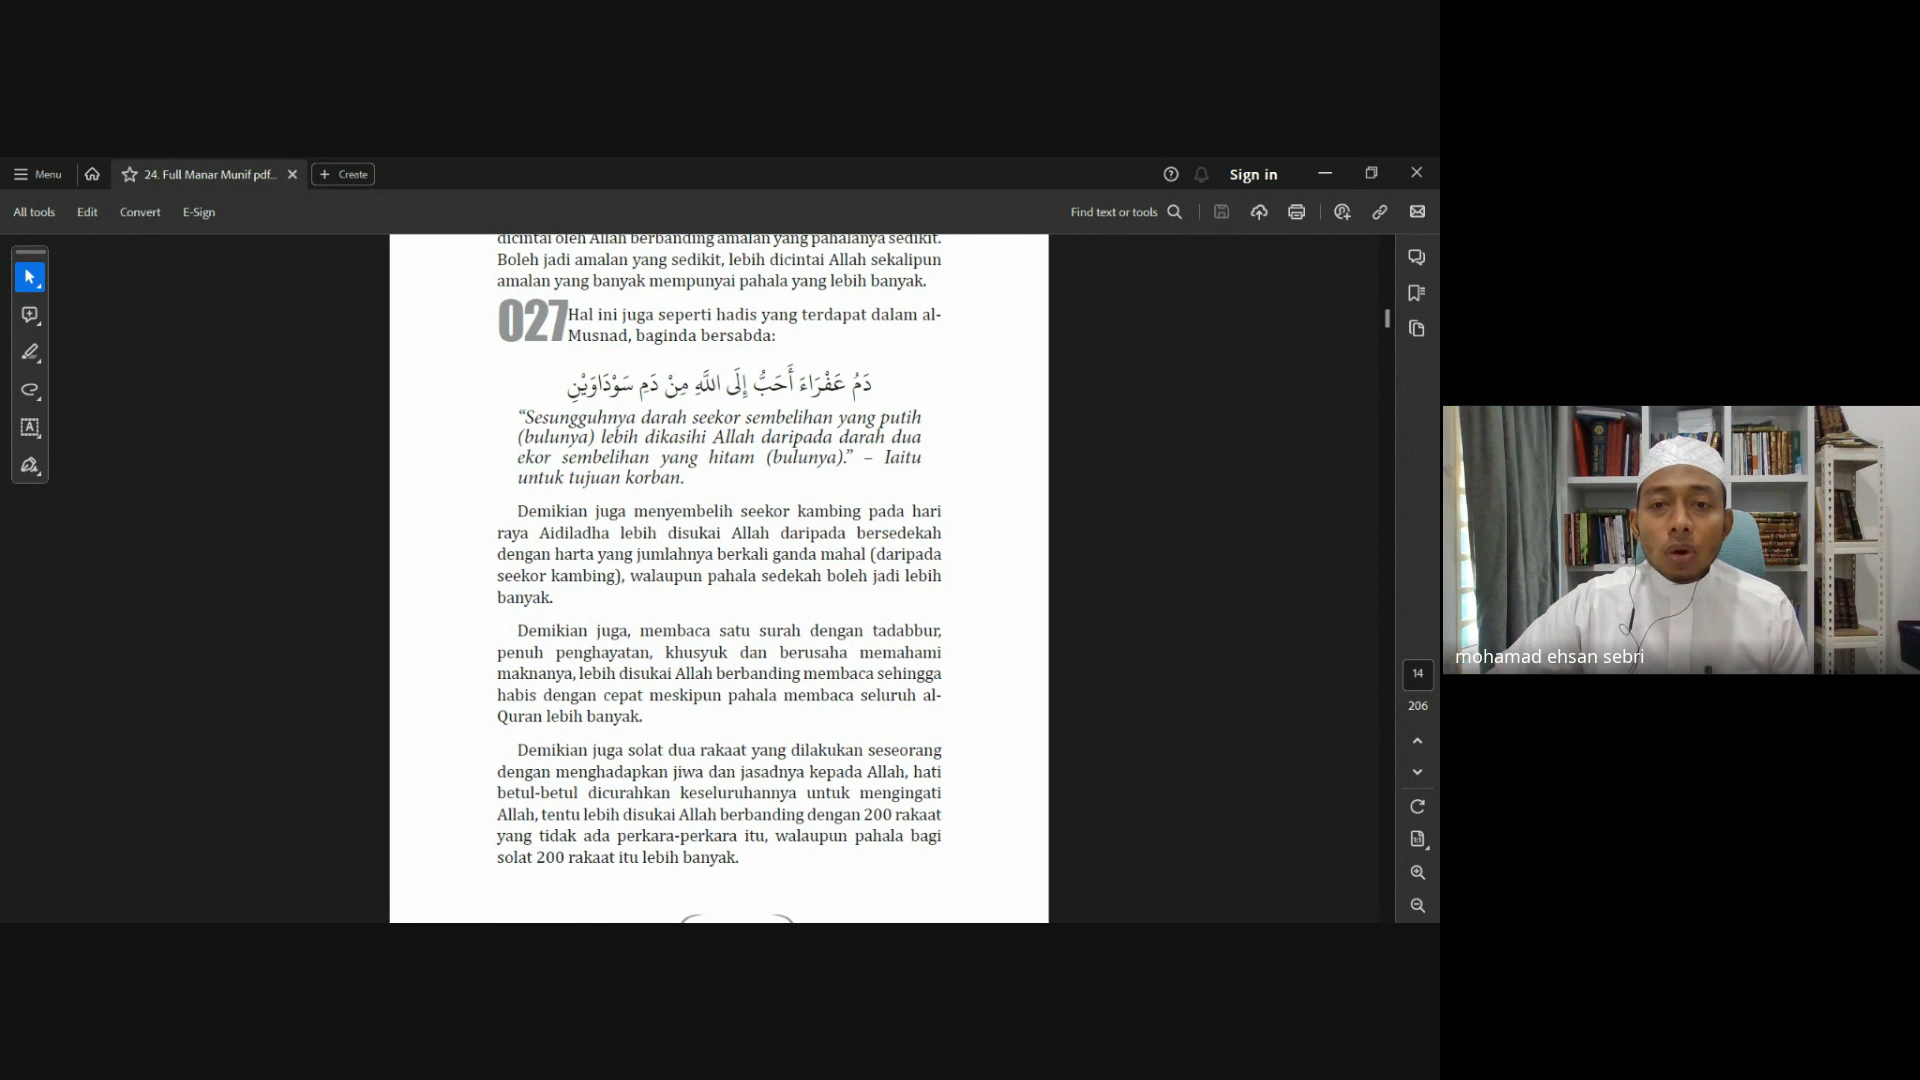 Menu
24. Full Manar Munif pdf...
Create
Sign in
All tools
Edit
Convert
E-Sign
Find text or tools
dicintai oleh Allah berbanding amalan yang pahalanya sedikit.
Boleh jadi amalan yang sedikit, lebih dicintai Allah sekalipun
amalan yang banyak mempunyai pahala yang lebih banyak.
027 Hal ini juga seperti hadis yang terdapat dalam al-
Musnad, baginda bersabda:
دَمُ عَفْرَاءَ أَحَبُّ إِلَى اللَّهِ مِنْ دَمِ سَوْدَاوَيْنِ
“Sesungguhnya darah seekor sembelihan yang putih
(bulunya) lebih dikasihi Allah daripada darah dua
ekor sembelihan yang hitam (bulunya).” – Iaitu
untuk tujuan korban.
Demikian juga menyembelih seekor kambing pada hari
raya Aidiladha lebih disukai Allah daripada bersedekah
dengan harta yang jumlahnya berkali ganda mahal (daripada
seekor kambing), walaupun pahala sedekah boleh jadi lebih
banyak.
Demikian juga, membaca satu surah dengan tadabbur,
penuh penghayatan, khusyuk dan berusaha memahami
maknanya, lebih disukai Allah berbanding membaca sehingga
habis dengan cepat meskipun pahala membaca seluruh al-
Quran lebih banyak.
Demikian juga solat dua rakaat yang dilakukan seseorang
dengan menghadapkan jiwa dan jasadnya kepada Allah, hati
betul-betul dicurahkan keseluruhannya untuk mengingati
Allah, tentu lebih disukai Allah berbanding dengan 200 rakaat
yang tidak ada perkara-perkara itu, walaupun pahala bagi
solat 200 rakaat itu lebih banyak.
14
206
mohamad ehsan sebri